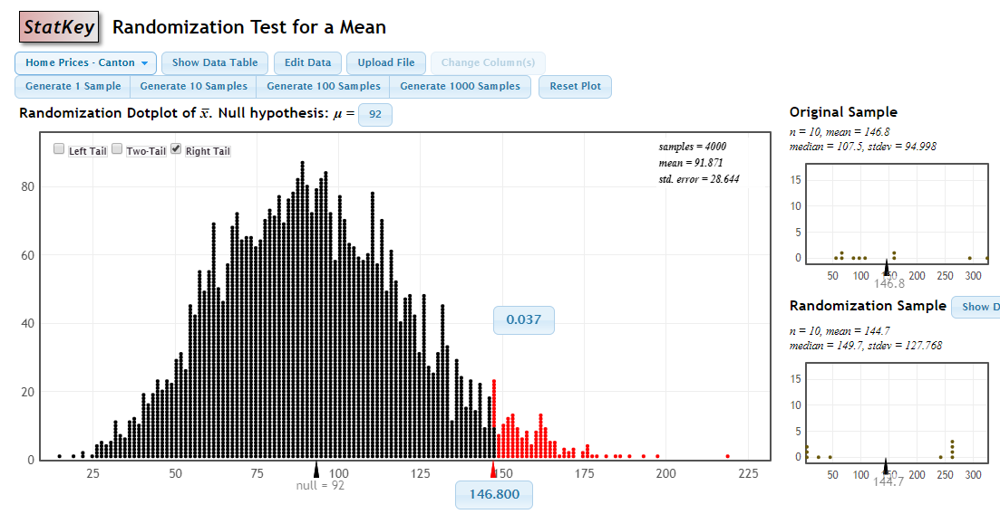 StatKey Randomization Test for a Mean
Home Prices - Canton Show Data Table Edit Data Upload File Change Column(s)
Generate 1 Sample Generate 10 Samples Generate 100 Samples Generate 1000 Samples Reset Plot
Randomization Dotplot of x̅. Null hypothesis: μ = 92
Left Tail Two-Tail Right Tail
samples = 4000
mean = 91.871
std. error = 28.644
80
60
40
20
0
0.037
25 50 75 100 125 150 175 200 225
null = 92
146.800
Original Sample
n = 10, mean = 146.8
median = 107.5, stdev = 94.998
15
10
5
0
50 100 150 200 250 300
146.8
Randomization Sample Show D
n = 10, mean = 144.7
median = 149.7, stdev = 127.768
15
10
5
0
50 100 150 200 250 300
144.7